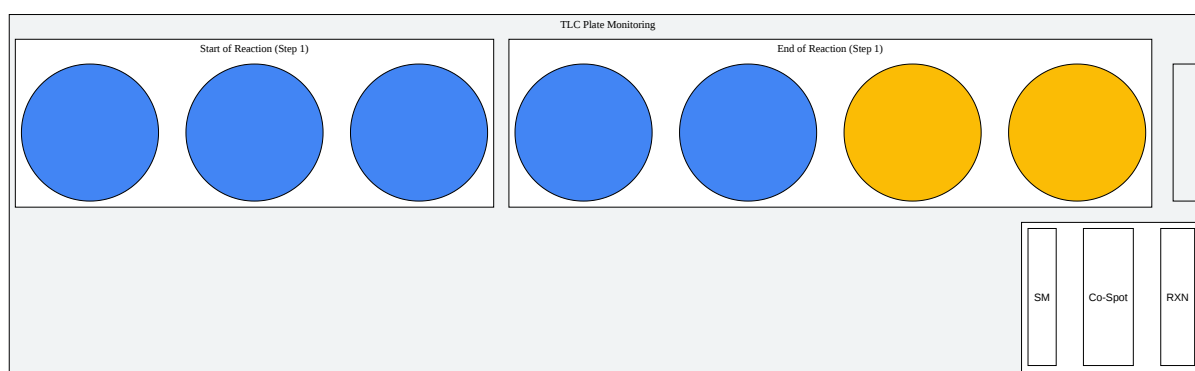 TLC Plate Monitoring
Start of Reaction (Step 1)
End of Reaction (Step 1)
SM
Co-Spot
RXN